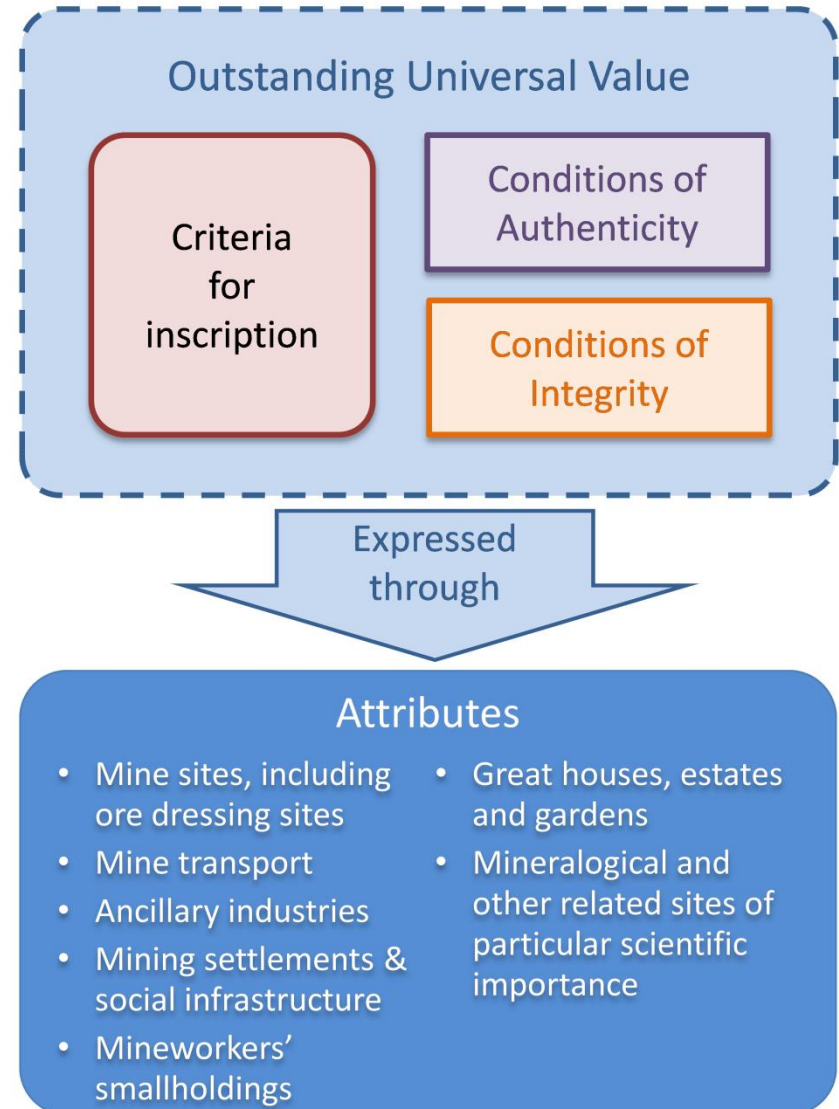 Outstanding Universal Value
Criteria
for
inscription
Conditions of
Authenticity
Conditions of
Integrity
Expressed
through
Attributes
• Mine sites, including
ore dressing sites
• Mine transport
• Ancillary industries
• Mining settlements &
social infrastructure
• Mineworkers’
smallholdings
• Great houses, estates
and gardens
• Mineralogical and
other related sites of
particular scientific
importance